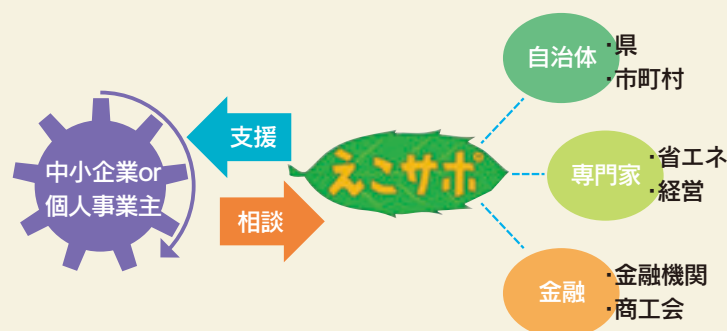 中小企業or
個人事業主
支援
相談
えこサポ
自治体
・県
・市町村
専門家
・省エネ
・経営
金融
・金融機関
・商工会